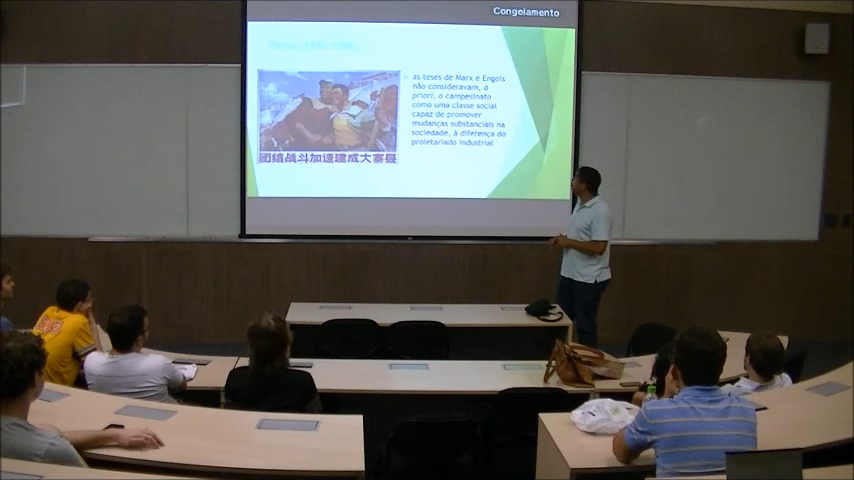 Congelamento
as teses de Marx e Engels
não consideravam, a
priori, o campesinato
como uma classe social
capaz de promover
mudanças substanciais na
sociedade, à diferença do
proletariado industrial
团结战斗加速建成大寨县